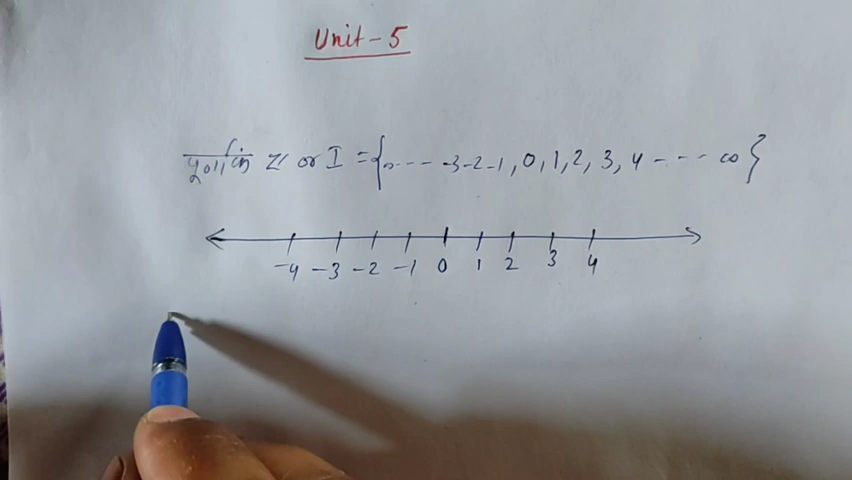 Unit - 5
पूर्णांक Z or I = {∞ - - - -3 -2 -1, 0, 1, 2, 3, 4 - - - ∞}
-4 -3 -2 -1 0 1 2 3 4